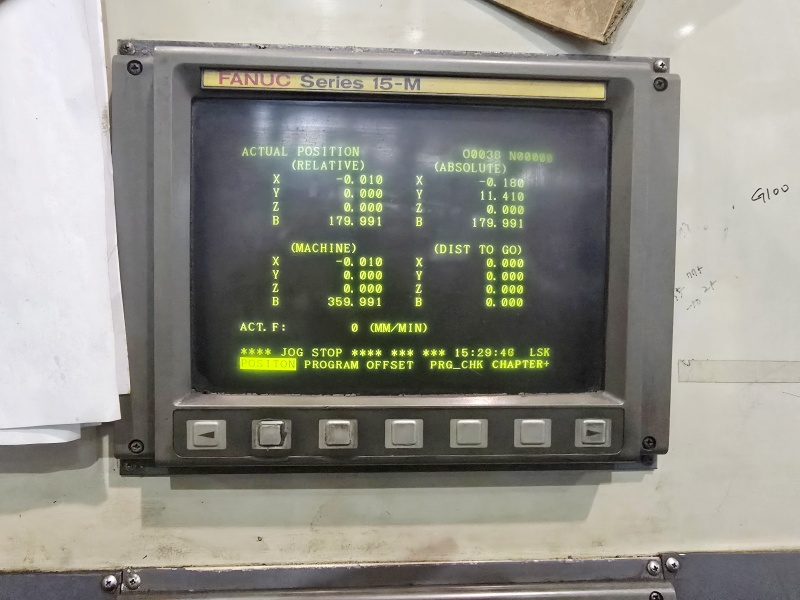 FANUC Series 15-M
ACTUAL POSITION O0038 N00000
(RELATIVE) (ABSOLUTE)
X -0.010 X -0.180
Y 0.000 Y 11.410
Z 0.000 Z 0.000
B 179.991 B 179.991
(MACHINE) (DIST TO GO)
X -0.010 X 0.000
Y 0.000 Y 0.000
Z 0.000 Z 0.000
B 359.991 B 0.000
ACT.F: 0 (MM/MIN)
**** JOG STOP **** *** *** 15:29:46 LSK
POSITON PROGRAM OFFSET PRG_CHK CHAPTER+
G100